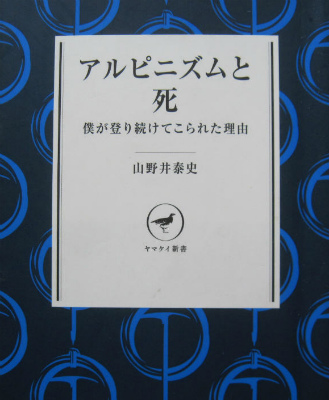 アルピニズムと
死
僕が登り続けてこられた理由
山野井泰史
ヤマケイ新書